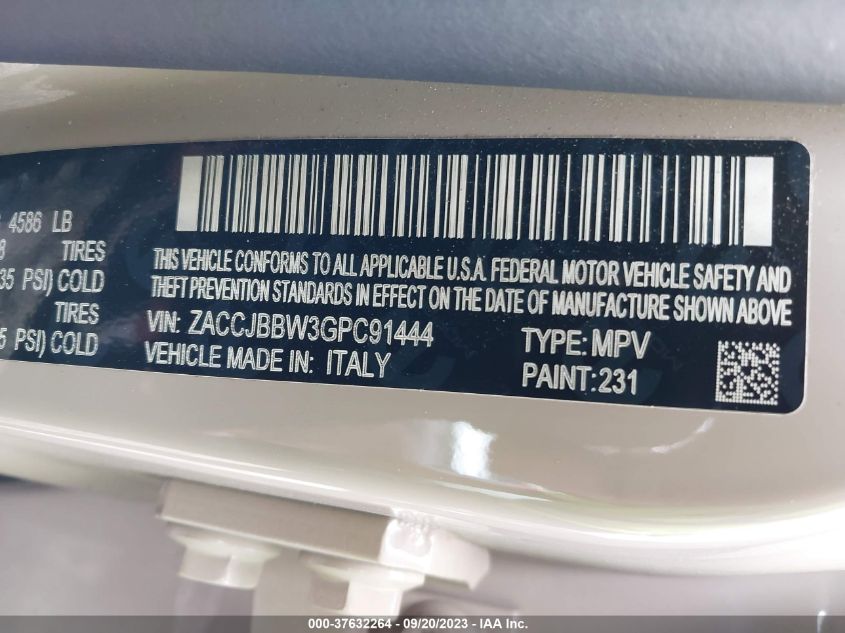 4586 LB
TIRES
35 PSI) COLD
TIRES
PSI) COLD
THIS VEHICLE CONFORMS TO ALL APPLICABLE U.S.A. FEDERAL MOTOR VEHICLE SAFETY AND
THEFT PREVENTION STANDARDS IN EFFECT ON THE DATE OF MANUFACTURE SHOWN ABOVE
VIN: ZACCJBBW3GPC91444
VEHICLE MADE IN: ITALY
TYPE: MPV
PAINT: 231
000-37632264 - 09/20/2023 - IAA Inc.